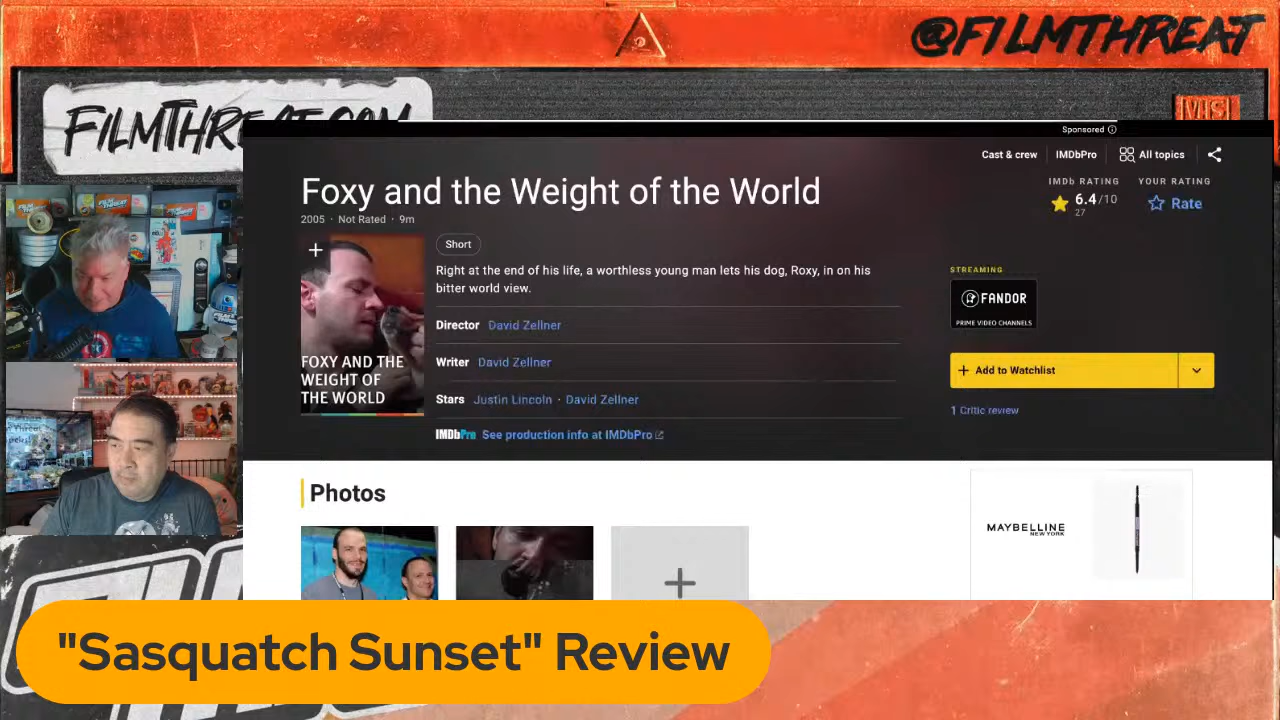 @FILMTHREAT
FILMTHREAT.COM
Sponsored
Cast & crew
IMDbPro
All topics
Foxy and the Weight of the World
IMDb RATING
YOUR RATING
2005 · Not Rated · 9m
6.4/10
27
Rate
Short
Right at the end of his life, a worthless young man lets his dog, Roxy, in on his
bitter world view.
STREAMING
FANDOR
PRIME VIDEO CHANNELS
Director David Zellner
Writer David Zellner
Add to Watchlist
Stars Justin Lincoln · David Zellner
1 Critic review
IMDbPro See production info at IMDbPro
FOXY AND THE
WEIGHT OF
THE WORLD
Photos
MAYBELLINE
NEW YORK
"Sasquatch Sunset" Review